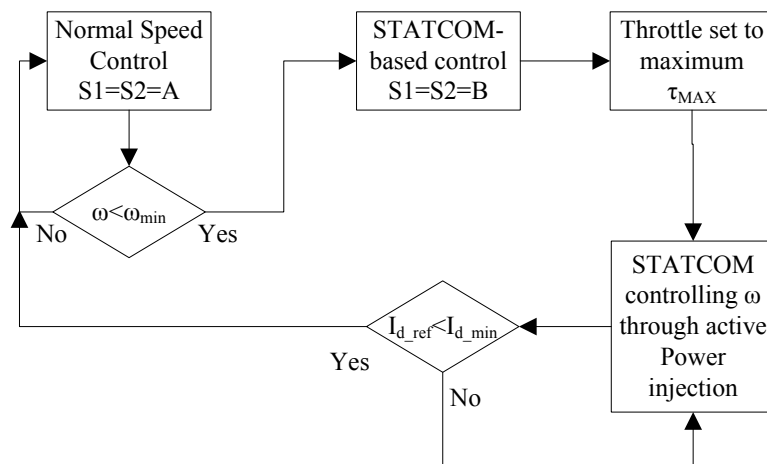 Normal Speed
Control
S1=S2=A
STATCOM-
based control
S1=S2=B
Throttle set to
maximum
τMAX
ω<ωmin
No
Yes
STATCOM
controlling ω
through active
Power
injection
Id_ref<Id_min
Yes
No